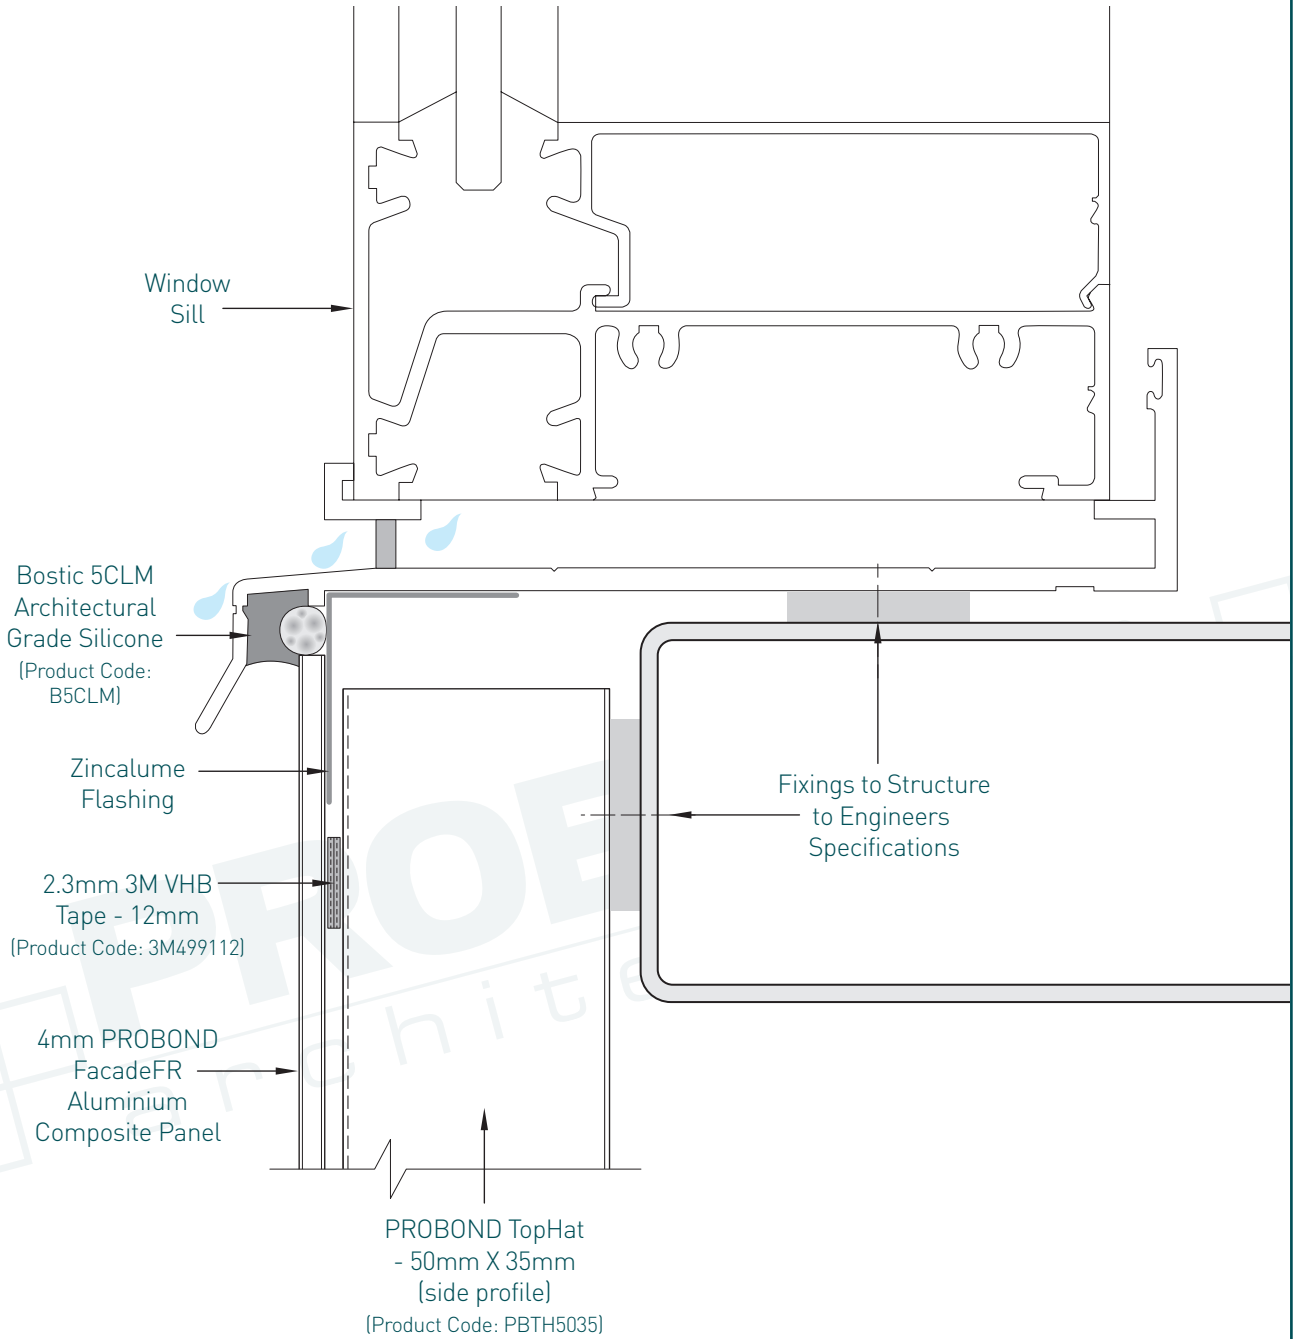 Window
Sill
Bostic 5CLM
Architectural
Grade Silicone
(Product Code:
B5CLM)
Zincalume
Flashing
Fixings to Structure
to Engineers
Specifications
2.3mm 3M VHB
Tape - 12mm
(Product Code: 3M499112)
4mm PROBOND
FacadeFR
Aluminium
Composite Panel
PROBOND TopHat
- 50mm X 35mm
(side profile)
(Product Code: PBTH5035)